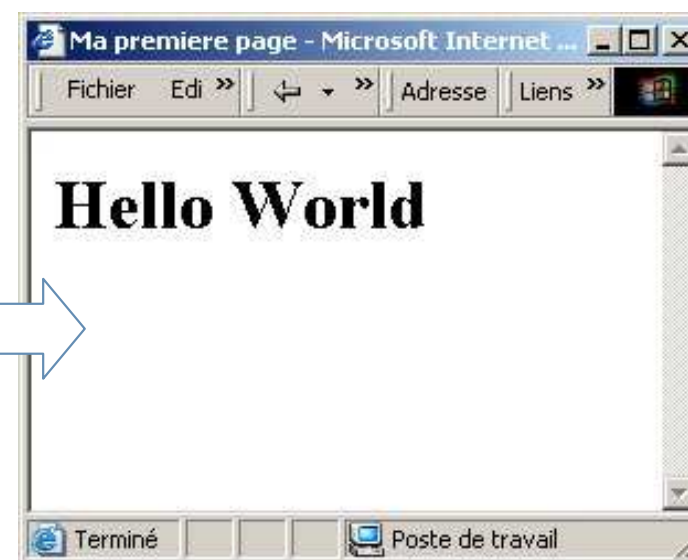 Ma premiere page - Microsoft Internet ...
Fichier Edi » » Adresse Liens »
Hello World
Terminé Poste de travail